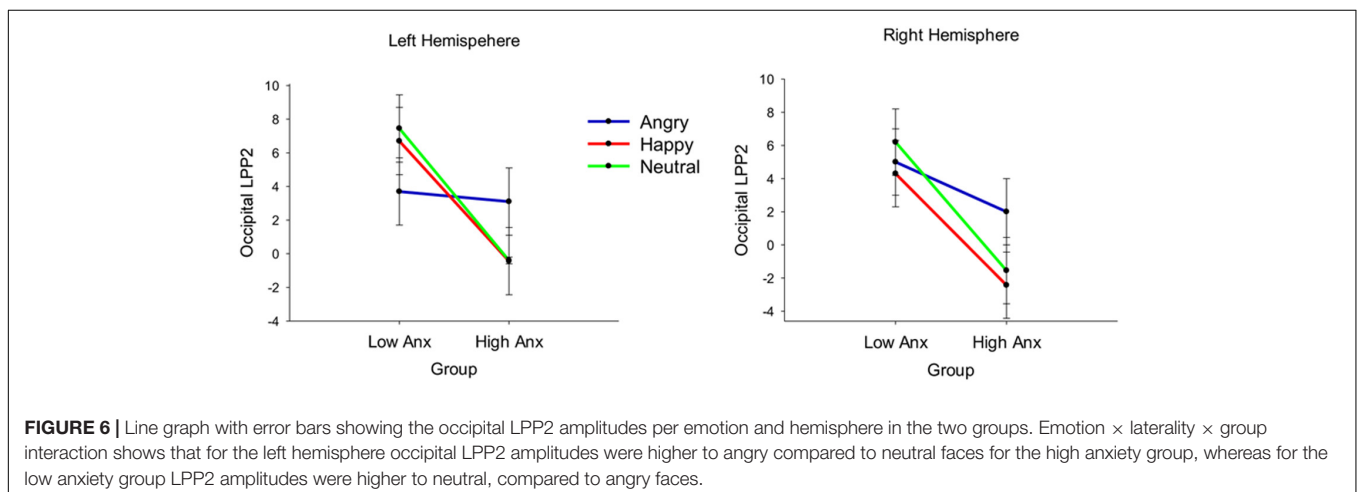 Left Hemispehere
Right Hemisphere
10
8
6
4
2
0
-2
-4
Occipital LPP2
Low Anx
High Anx
Group
Angry
Happy
Neutral
10
8
6
4
2
0
-2
-4
Occipital LPP2
Low Anx
High Anx
Group
FIGURE 6 | Line graph with error bars showing the occipital LPP2 amplitudes per emotion and hemisphere in the two groups. Emotion × laterality × group
interaction shows that for the left hemisphere occipital LPP2 amplitudes were higher to angry compared to neutral faces for the high anxiety group, whereas for the
low anxiety group LPP2 amplitudes were higher to neutral, compared to angry faces.